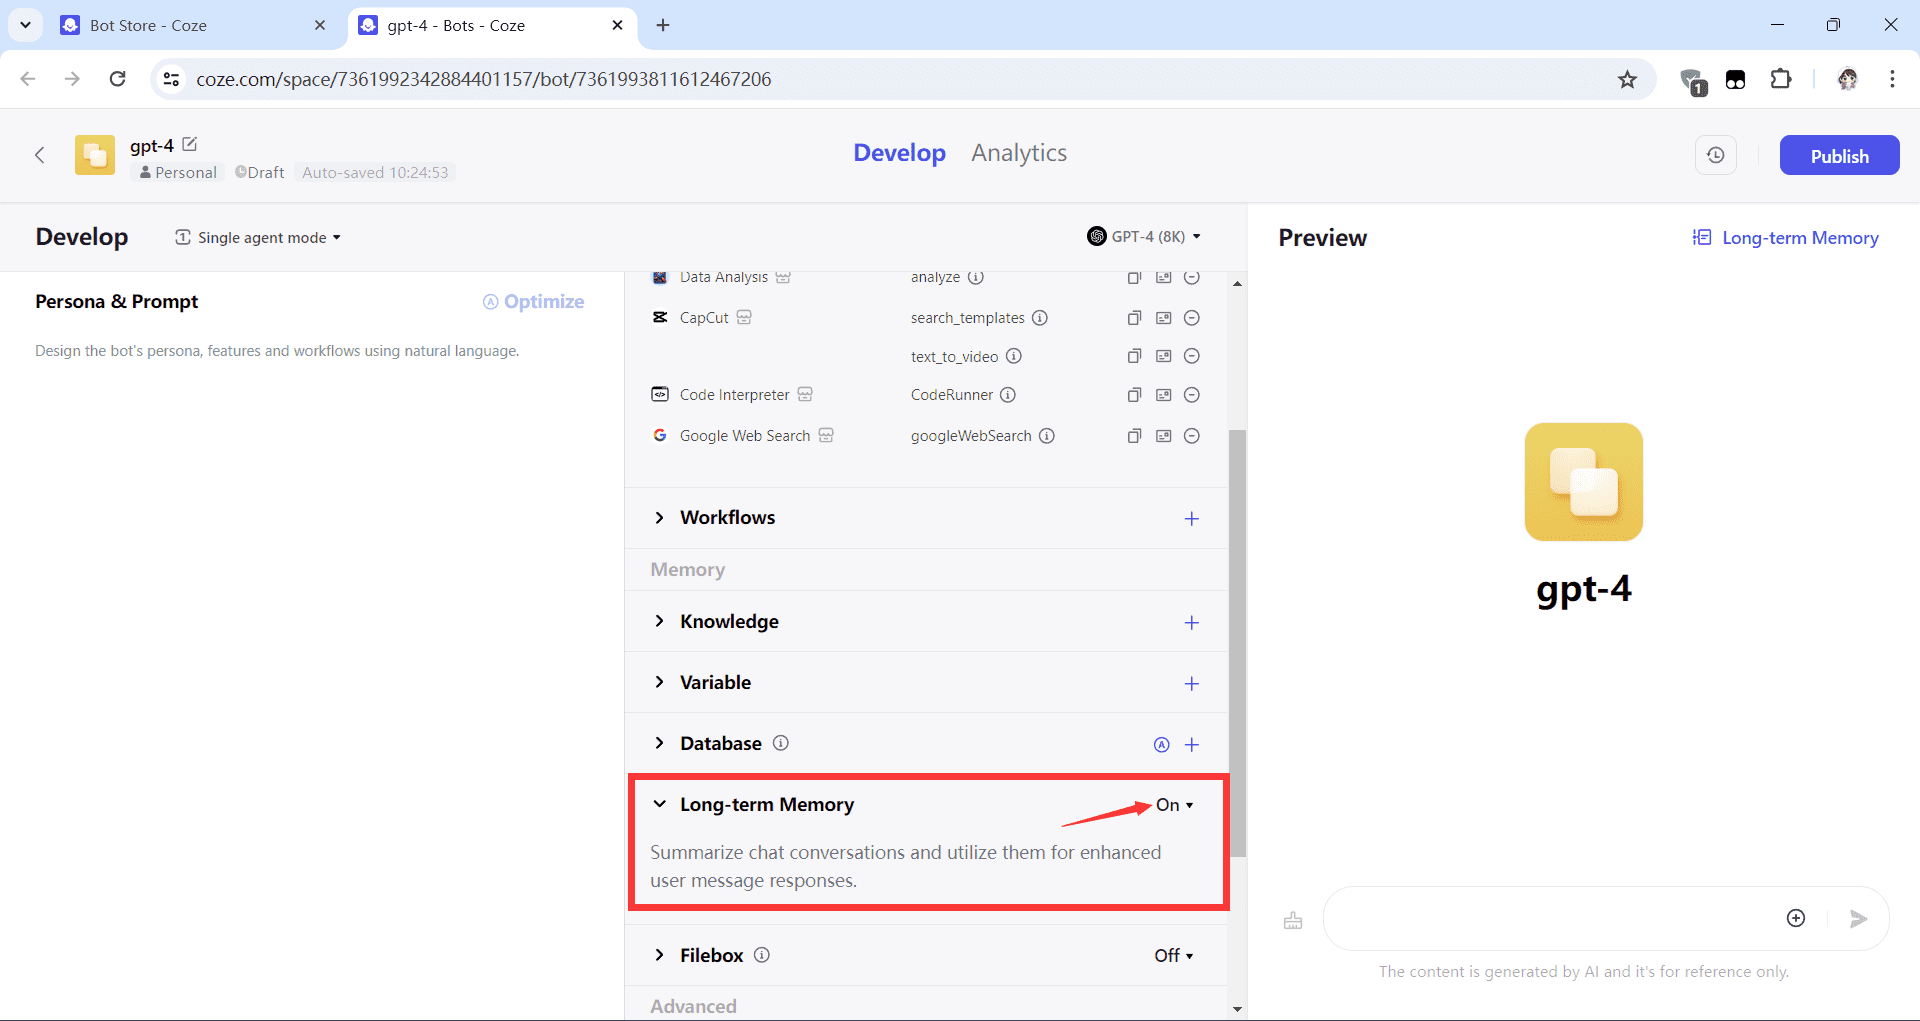 Bot Store - Coze
gpt-4 - Bots - Coze
coze.com/space/7361992342884401157/bot/7361993811612467206
1
gpt-4
Personal
Draft
Auto-saved 10:24:53
Develop
Analytics
Publish
Develop
1
Single agent mode
GPT-4 (8K)
Preview
Long-term Memory
Persona & Prompt
A Optimize
Design the bot's persona, features and workflows using natural language.
Data Analysis
analyze
CapCut
search_templates
text_to_video
Code Interpreter
CodeRunner
Google Web Search
googleWebSearch
Workflows
Memory
Knowledge
Variable
Database
A
Long-term Memory
On
Summarize chat conversations and utilize them for enhanced
user message responses.
Filebox
Off
Advanced
gpt-4
The content is generated by AI and it's for reference only.